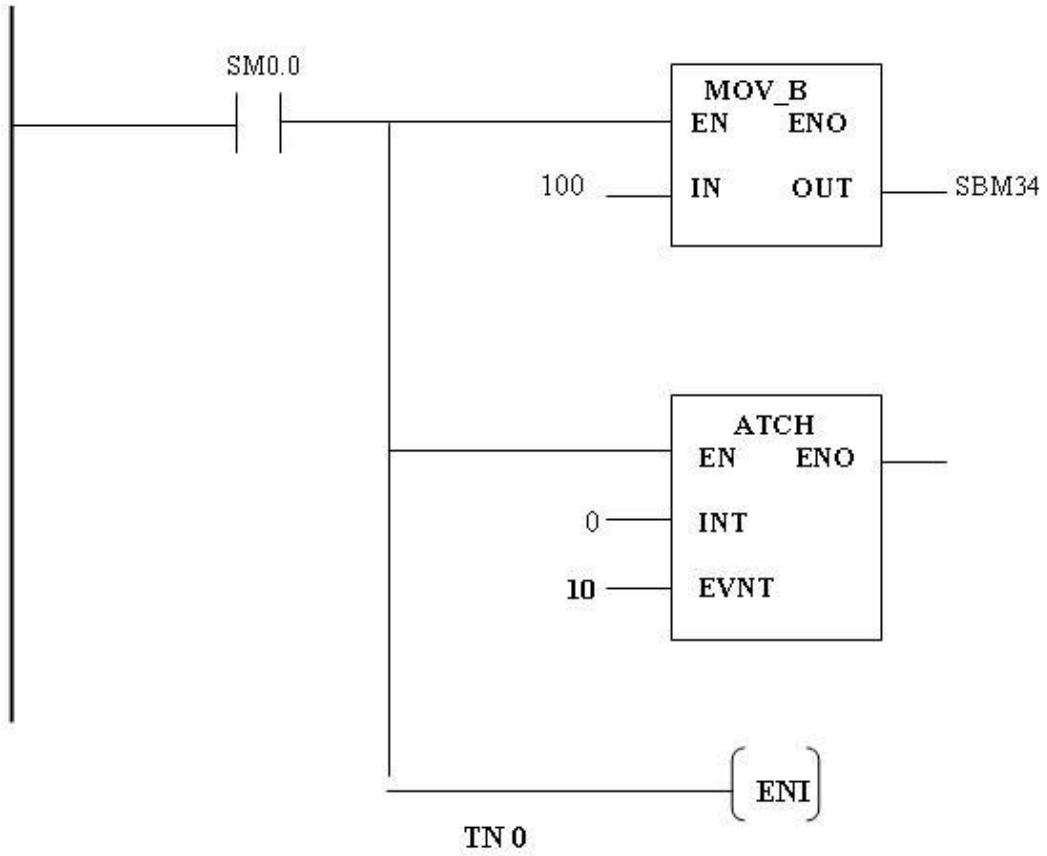 SM0.0
MOV_B
EN ENO
100 IN OUT SBM34
ATCH
EN ENO
0 INT
10 EVNT
ENI
TN 0